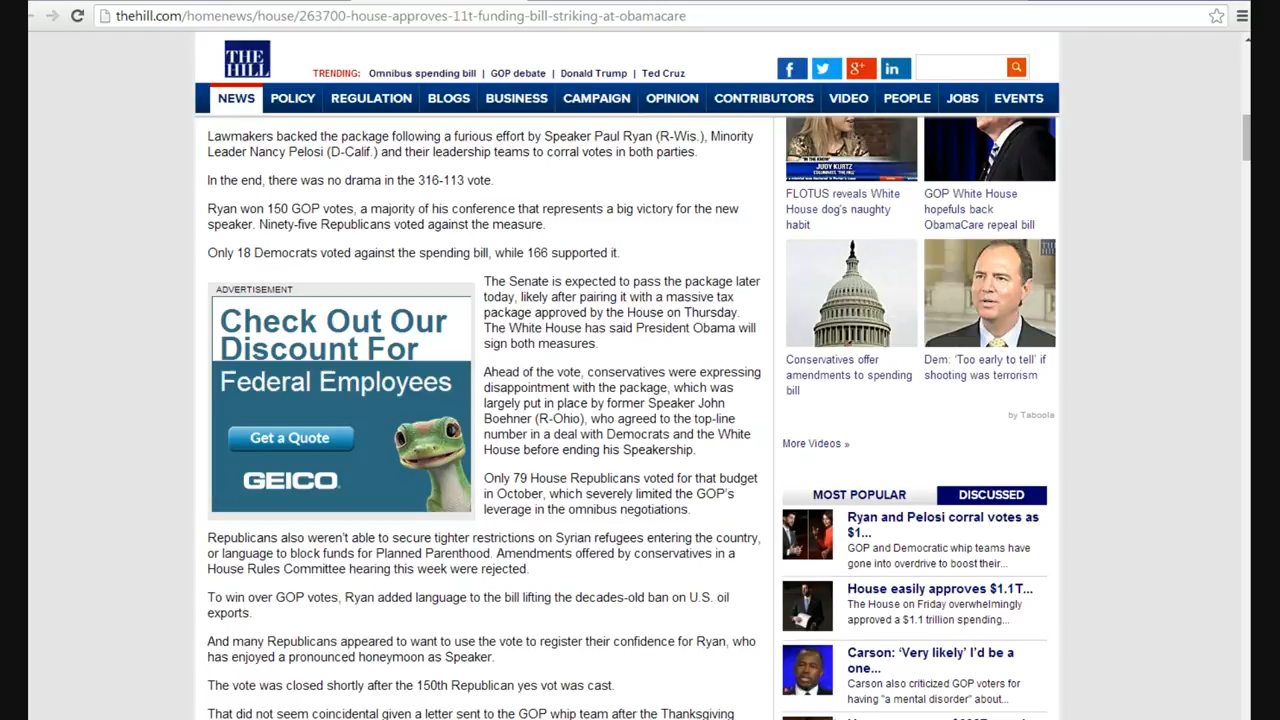 thehill.com/homenews/house/263700-house-approves-11t-funding-bill-striking-at-obamacare
THE
HILL
TRENDING: Omnibus spending bill | GOP debate | Donald Trump | Ted Cruz
NEWS POLICY REGULATION BLOGS BUSINESS CAMPAIGN OPINION CONTRIBUTORS VIDEO PEOPLE JOBS EVENTS
Lawmakers backed the package following a furious effort by Speaker Paul Ryan (R-Wis.), Minority
Leader Nancy Pelosi (D-Calif.) and their leadership teams to corral votes in both parties.
In the end, there was no drama in the 316-113 vote.
Ryan won 150 GOP votes, a majority of his conference that represents a big victory for the new
speaker. Ninety-five Republicans voted against the measure.
Only 18 Democrats voted against the spending bill, while 166 supported it.
ADVERTISEMENT
Check Out Our
Discount For
Federal Employees
Get a Quote
GEICO
The Senate is expected to pass the package later
today, likely after pairing it with a massive tax
package approved by the House on Thursday.
The White House has said President Obama will
sign both measures.
Ahead of the vote, conservatives were expressing
disappointment with the package, which was
largely put in place by former Speaker John
Boehner (R-Ohio), who agreed to the top-line
number in a deal with Democrats and the White
House before ending his Speakership.
Only 79 House Republicans voted for that budget
in October, which severely limited the GOP's
leverage in the omnibus negotiations.
Republicans also weren't able to secure tighter restrictions on Syrian refugees entering the country,
or language to block funds for Planned Parenthood. Amendments offered by conservatives in a
House Rules Committee hearing this week were rejected.
To win over GOP votes, Ryan added language to the bill lifting the decades-old ban on U.S. oil
exports.
And many Republicans appeared to want to use the vote to register their confidence for Ryan, who
has enjoyed a pronounced honeymoon as Speaker.
The vote was closed shortly after the 150th Republican yes vot was cast.
That did not seem coincidental given a letter sent to the GOP whip team after the Thanksgiving
"IN THE KNOW"
JUDY KURTZ
FLOTUS reveals White
House dog's naughty
habit
GOP White House
hopefuls back
ObamaCare repeal bill
Conservatives offer
amendments to spending
bill
Dem: 'Too early to tell' if
shooting was terrorism
by Taboola
More Videos »
MOST POPULAR DISCUSSED
Ryan and Pelosi corral votes as
$1...
GOP and Democratic whip teams have
gone into overdrive to boost their...
House easily approves $1.1T...
The House on Friday overwhelmingly
approved a $1.1 trillion spending...
Carson: 'Very likely' I'd be a
one...
Carson also criticized GOP voters for
having "a mental disorder" about...